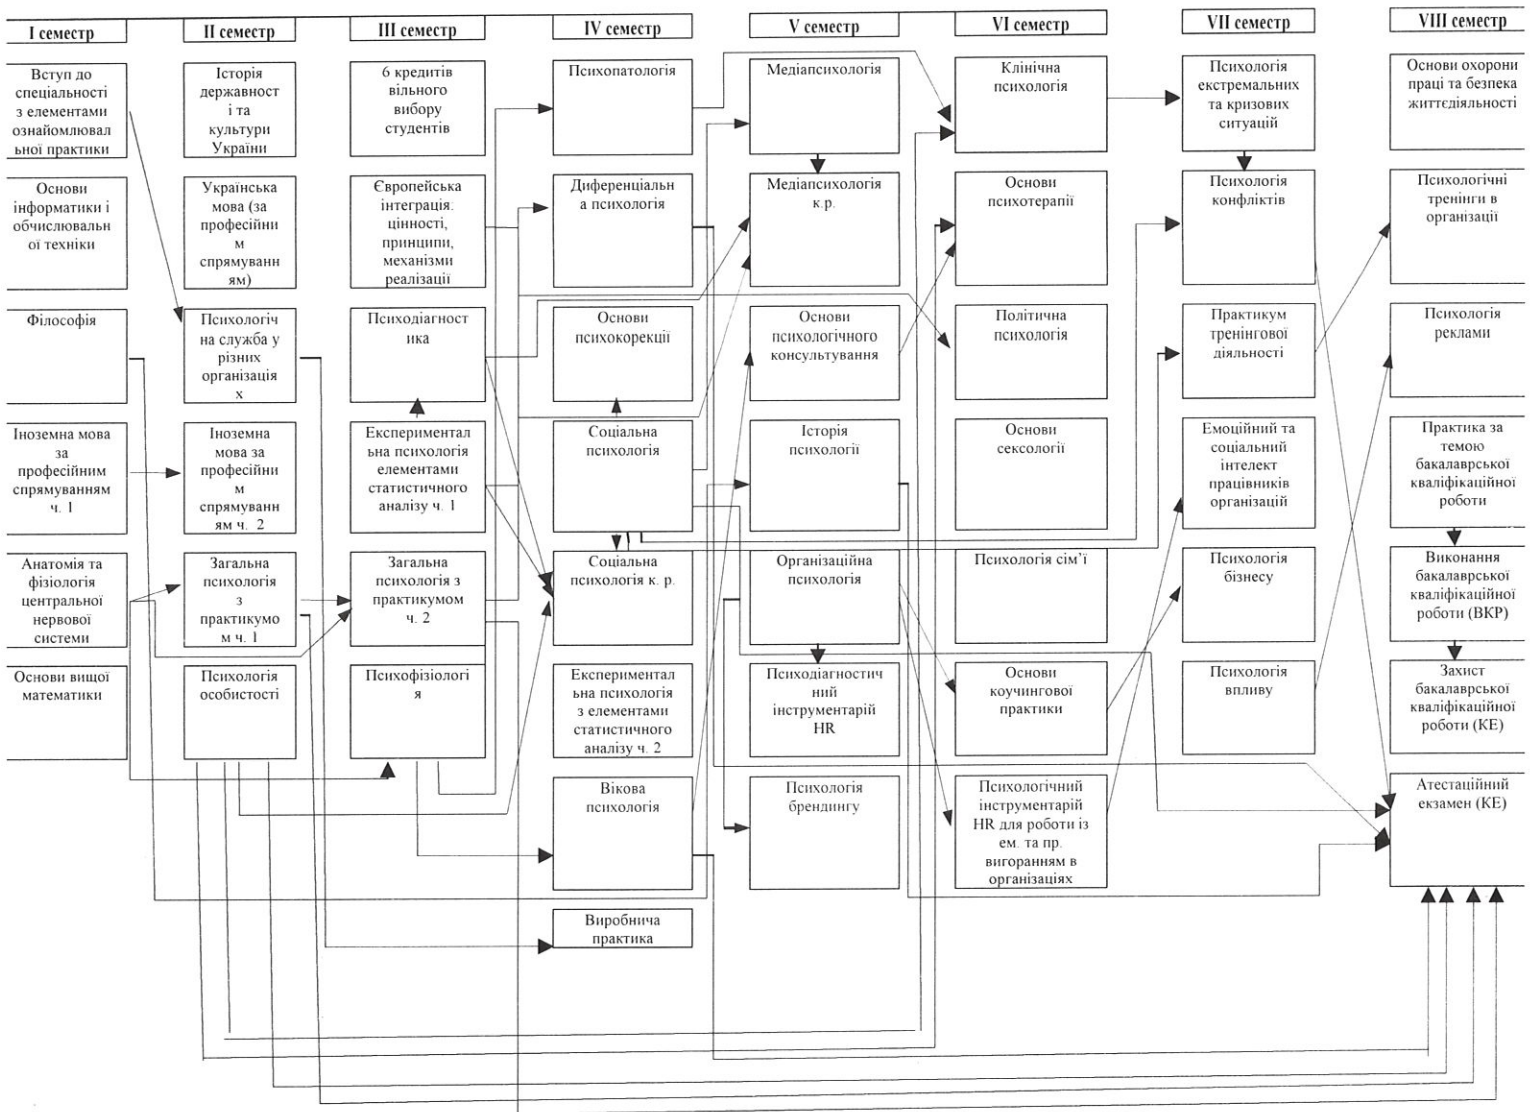 I семестр
II семестр
III семестр
IV семестр
V семестр
VI семестр
VII семестр
VIII семестр
Вступ до
спеціальності
з елементами
ознайомлювал
ьної практики
Історія
державност
і та
культури
України
6 кредитів
вільного
вибору
студентів
Психопатологія
Медіапсихологія
Клінічна
психологія
Психологія
екстремальних
та кризових
ситуацій
Основи охорони
праці та безпека
життєдіяльності
Основи
інформатики і
обчислювальн
ої техніки
Українська
мова (за
професійни
м
спрямуванн
ям)
Європейська
інтеграція:
цінності,
принципи,
механізми
реалізації
Диференціальн
а психологія
Медіапсихологія
к.р.
Основи
психотерапії
Психологія
конфліктів
Психологічні
тренінги в
організації
Філософія
Психологіч
на служба у
різних
організація
х
Психодіагност
ика
Основи
психокорекції
Основи
психологічного
консультування
Політична
психологія
Практикум
тренінгової
діяльності
Психологія
реклами
Іноземна мова
за
професійним
спрямуванням
ч. 1
Іноземна
мова за
професійни
м
спрямуванн
ям ч. 2
Експериментал
ьна психологія
елементами
статистичного
аналізу ч. 1
Соціальна
психологія
Історія
психології
Основи
сексології
Емоційний та
соціальний
інтелект
працівників
організацій
Практика за
темою
бакалаврської
кваліфікаційної
роботи
Анатомія та
фізіологія
центральної
нервової
системи
Загальна
психологія
з
практикумо
м ч. 1
Загальна
психологія з
практикумом
ч. 2
Соціальна
психологія к. р.
Організаційна
психологія
Психологія сім’ї
Психологія
бізнесу
Виконання
бакалаврської
кваліфікаційної
роботи (ВКР)
Основи вищої
математики
Психологія
особистості
Психофізіологі
я
Експериментал
ьна психологія
з елементами
статистичного
аналізу ч. 2
Психодіагностич
ний
інструментарій
HR
Основи
коучингової
практики
Психологія
впливу
Захист
бакалаврської
кваліфікаційної
роботи (КЕ)
Вікова
психологія
Психологія
брендингу
Психологічний
інструментарій
HR для роботи із
ем. та пр.
вигоранням в
організаціях
Атестаційний
екзамен (КЕ)
Виробнича
практика